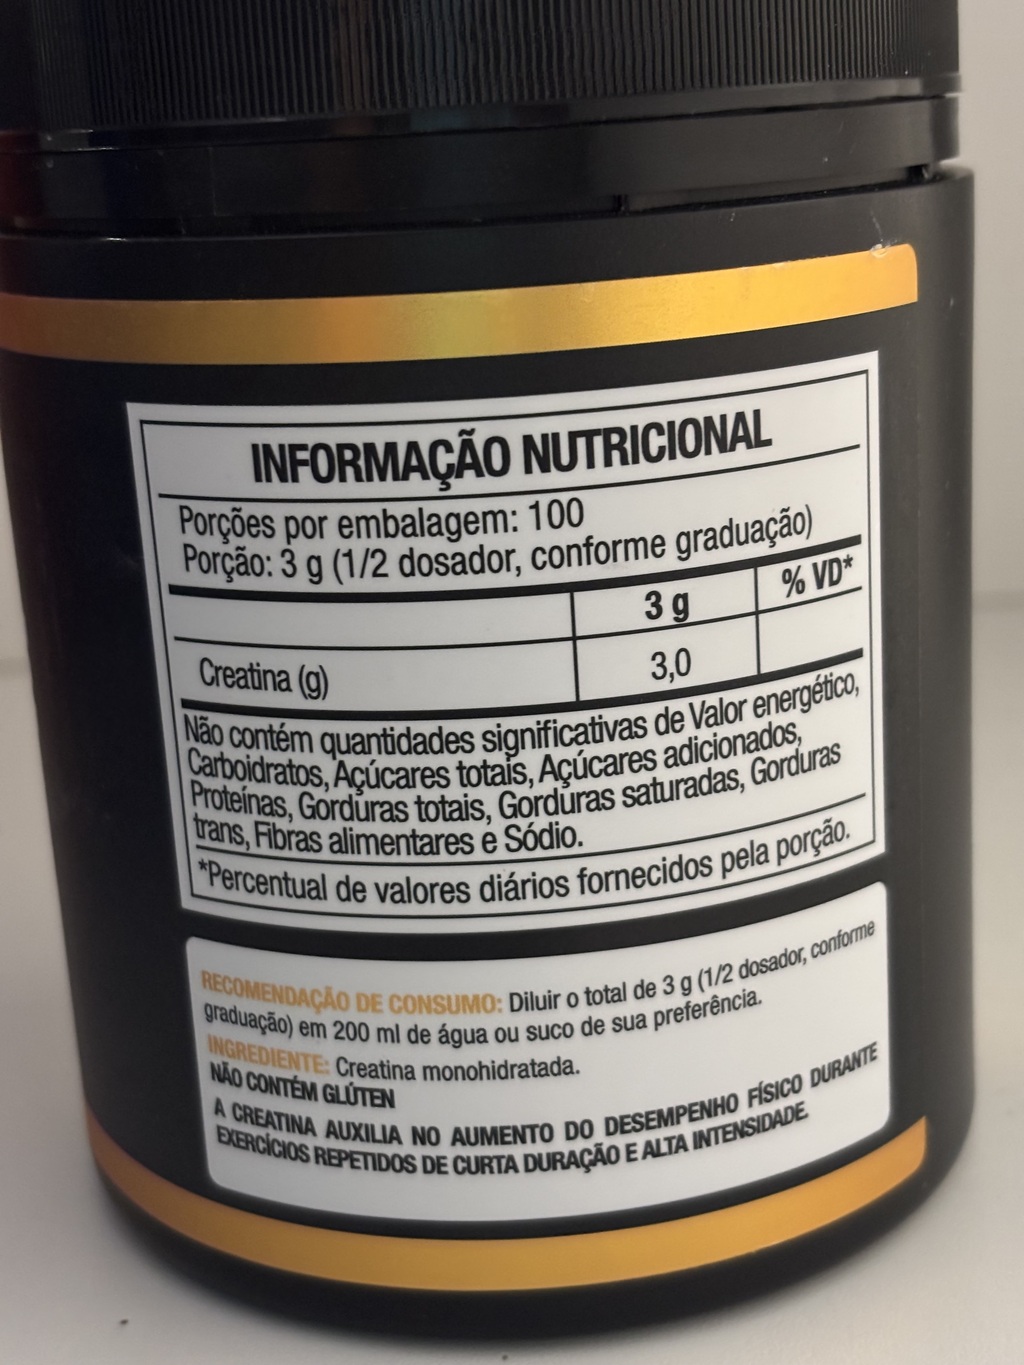 INFORMAÇÃO NUTRICIONAL
Porções por embalagem: 100
Porção: 3 g (1/2 dosador, conforme graduação)
3 g % VD*
Creatina (g) 3,0
Não contém quantidades significativas de Valor energético,
Carboidratos, Açúcares totais, Açúcares adicionados,
Proteínas, Gorduras totais, Gorduras saturadas, Gorduras
trans, Fibras alimentares e Sódio.
*Percentual de valores diários fornecidos pela porção.
RECOMENDAÇÃO DE CONSUMO: Diluir o total de 3 g (1/2 dosador, conforme
graduação) em 200 ml de água ou suco de sua preferência.
INGREDIENTE: Creatina monohidratada.
NÃO CONTÉM GLÚTEN
A CREATINA AUXILIA NO AUMENTO DO DESEMPENHO FÍSICO DURANTE
EXERCÍCIOS REPETIDOS DE CURTA DURAÇÃO E ALTA INTENSIDADE.